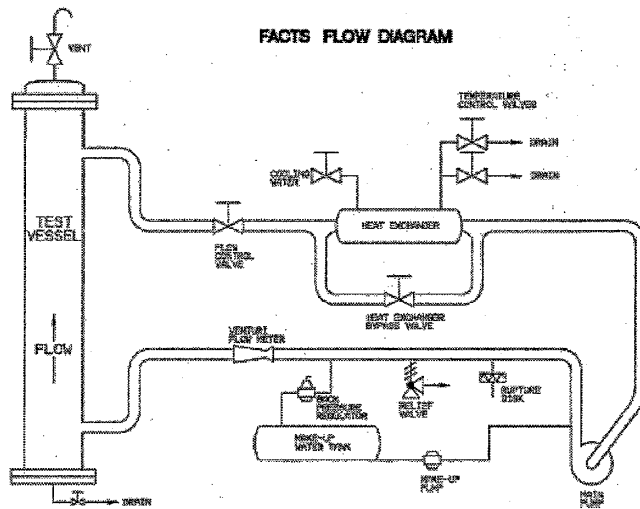 FACTS FLOW DIAGRAM
VENT
TEMPERATURE
CONTROL VALVES
DRAIN
COOLING
WATER
DRAIN
TEST
VESSEL
HEAT EXCHANGER
FLOW
CONTROL
VALVE
HEAT EXCHANGER
BYPASS VALVE
VENTURI
FLOW METER
FLOW
BACK
PRESSURE
REGULATOR
RELIEF
VALVE
RUPTURE
DISK
MAKE-UP
WATER TANK
MAKE-UP
PUMP
MAIN
PUMP
DRAIN